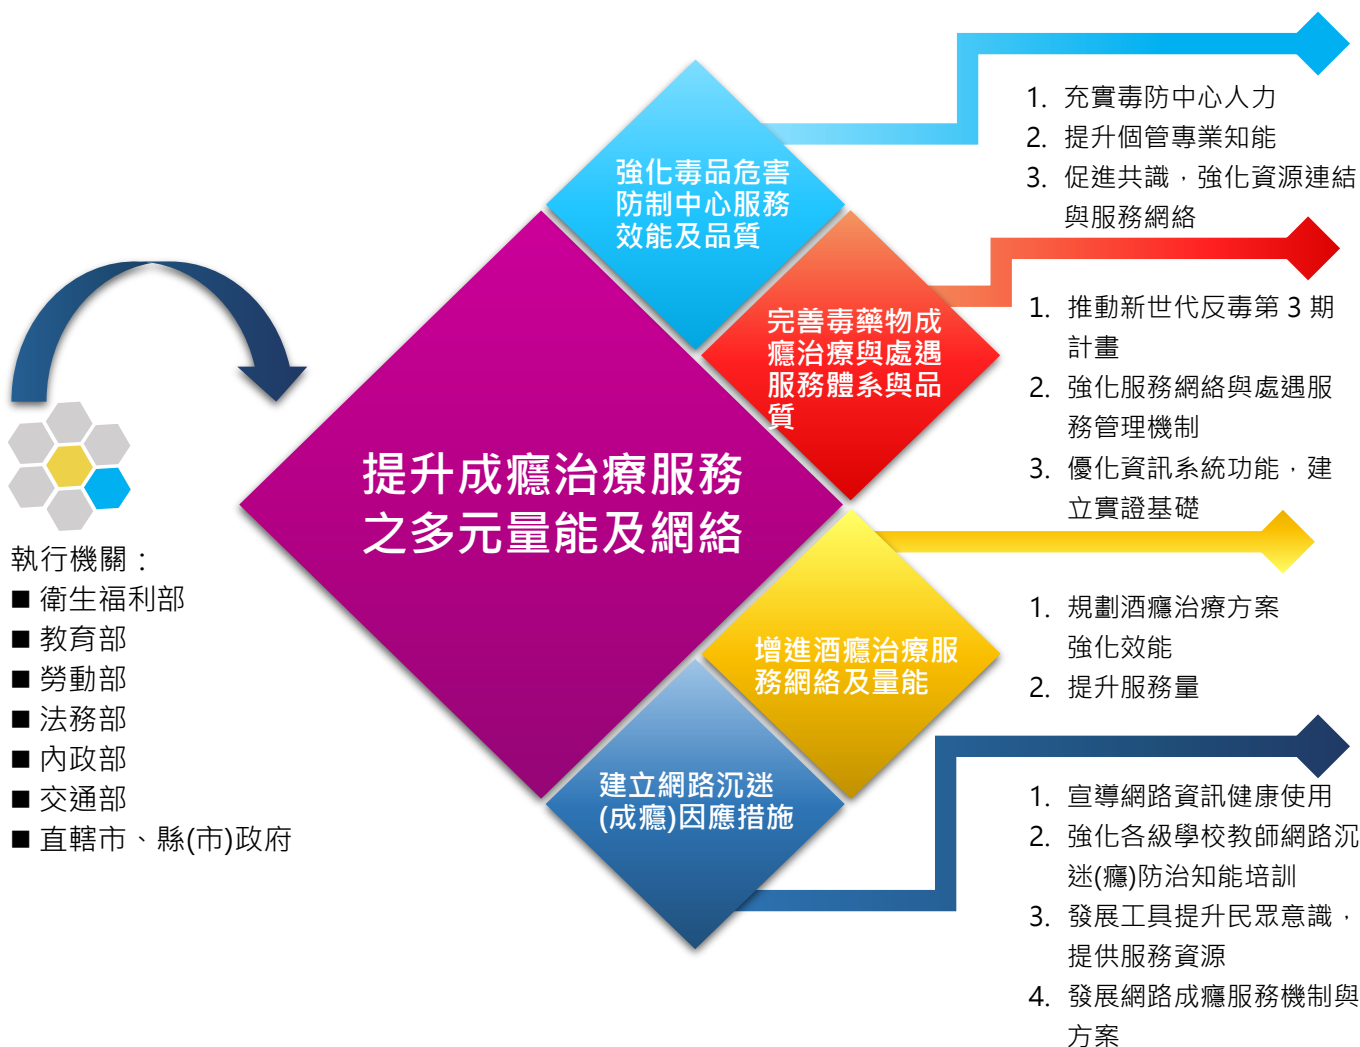 執行機關：
■ 衛生福利部
■ 教育部
■ 勞動部
■ 法務部
■ 內政部
■ 交通部
■ 直轄市、縣(市)政府
提升成癮治療服務
之多元量能及網絡
強化毒品危害
防制中心服務
效能及品質
1. 充實毒防中心人力
2. 提升個管專業知能
3. 促進共識，強化資源連結
與服務網絡
完善毒藥物成
癮治療與處遇
服務體系與品
質
1. 推動新世代反毒第 3 期
計畫
2. 強化服務網絡與處遇服
務管理機制
3. 優化資訊系統功能，建
立實證基礎
增進酒癮治療服
務網絡及量能
1. 規劃酒癮治療方案
強化效能
2. 提升服務量
建立網路沉迷
(成癮)因應措施
1. 宣導網路資訊健康使用
2. 強化各級學校教師網路沉
迷(癮)防治知能培訓
3. 發展工具提升民眾意識，
提供服務資源
4. 發展網路成癮服務機制與
方案